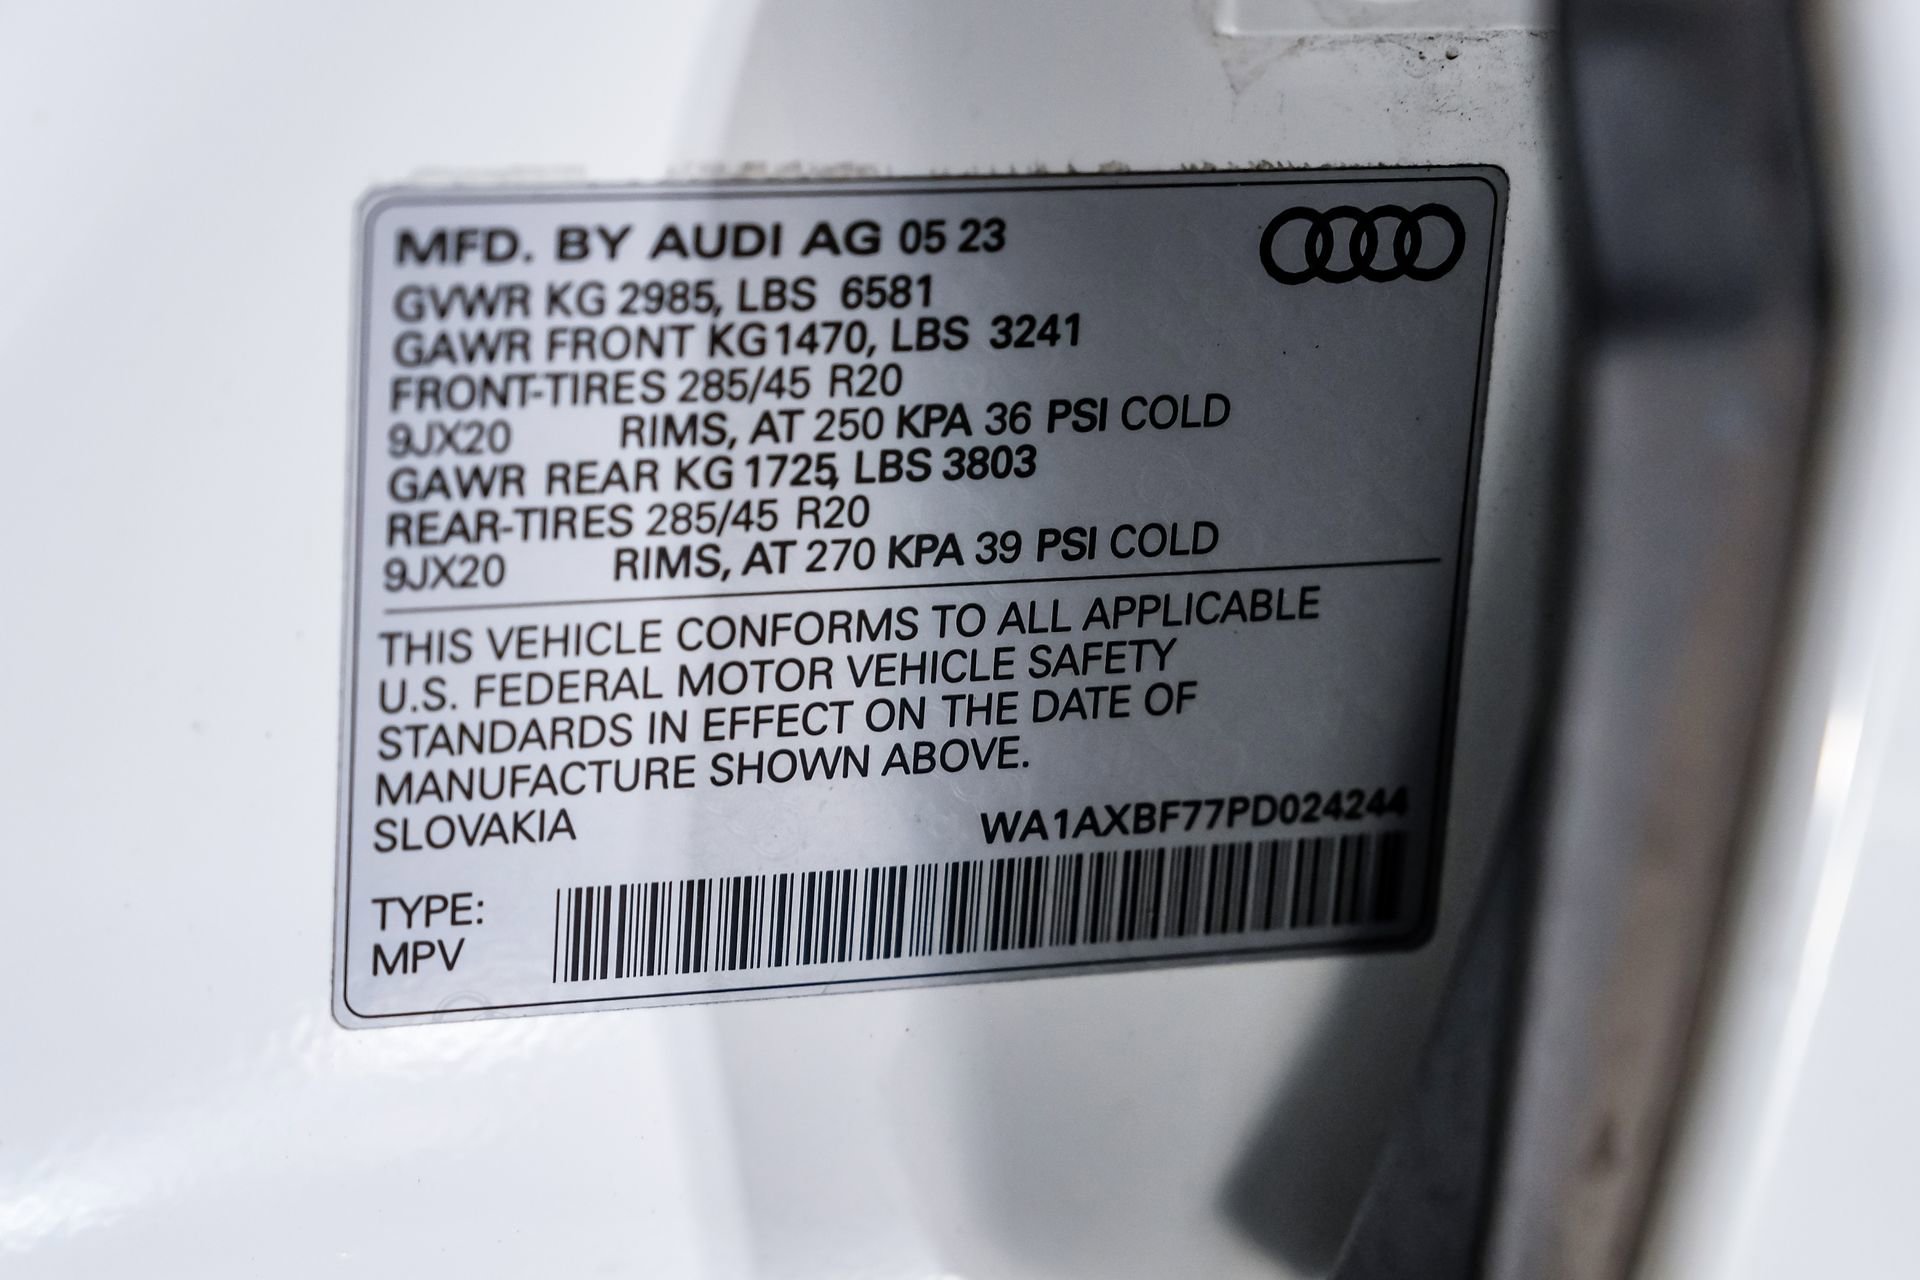 MFD. BY AUDI AG 05 23
GVWR KG 2985, LBS 6581
GAWR FRONT KG 1470, LBS 3241
FRONT-TIRES 285/45 R20
9JX20 RIMS, AT 250 KPA 36 PSI COLD
GAWR REAR KG 1725, LBS 3803
REAR-TIRES 285/45 R20
9JX20 RIMS, AT 270 KPA 39 PSI COLD
THIS VEHICLE CONFORMS TO ALL APPLICABLE
U.S. FEDERAL MOTOR VEHICLE SAFETY
STANDARDS IN EFFECT ON THE DATE OF
MANUFACTURE SHOWN ABOVE.
SLOVAKIA WA1AXBF77PD024244
TYPE:
MPV